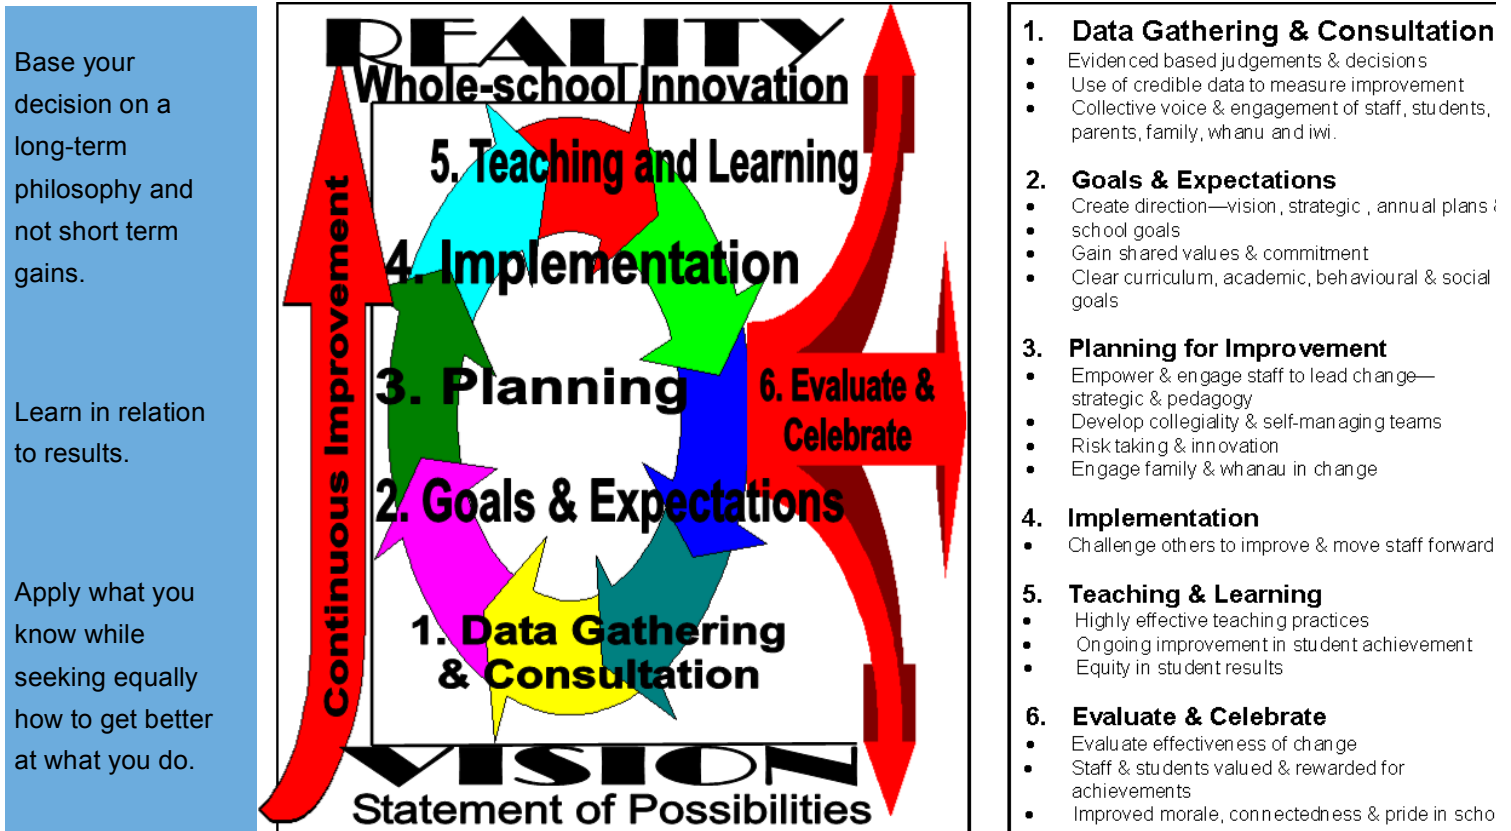 Base your
decision on a
long-term
philosophy and
not short term
gains.
Learn in relation
to results.
Apply what you
know while
seeking equally
how to get better
at what you do.
REALITY
Whole-school Innovation
5. Teaching and Learning
4. Implementation
3. Planning
2. Goals & Expectations
1. Data Gathering
& Consultation
Continuous Improvement
6. Evaluate &
Celebrate
VISION
Statement of Possibilities
1. Data Gathering & Consultation
• Evidenced based judgements & decisions
• Use of credible data to measure improvement
• Collective voice & engagement of staff, students,
parents, family, whanu and iwi.
2. Goals & Expectations
• Create direction—vision, strategic , annual plans &
• school goals
• Gain shared values & commitment
• Clear curriculum, academic, behavioural & social
goals
3. Planning for Improvement
• Empower & engage staff to lead change—
strategic & pedagogy
• Develop collegiality & self-managing teams
• Risk taking & innovation
• Engage family & whanau in change
4. Implementation
• Challenge others to improve & move staff forward
5. Teaching & Learning
• Highly effective teaching practices
• Ongoing improvement in student achievement
• Equity in student results
6. Evaluate & Celebrate
• Evaluate effectiveness of change
• Staff & students valued & rewarded for
achievements
• Improved morale, connectedness & pride in scho